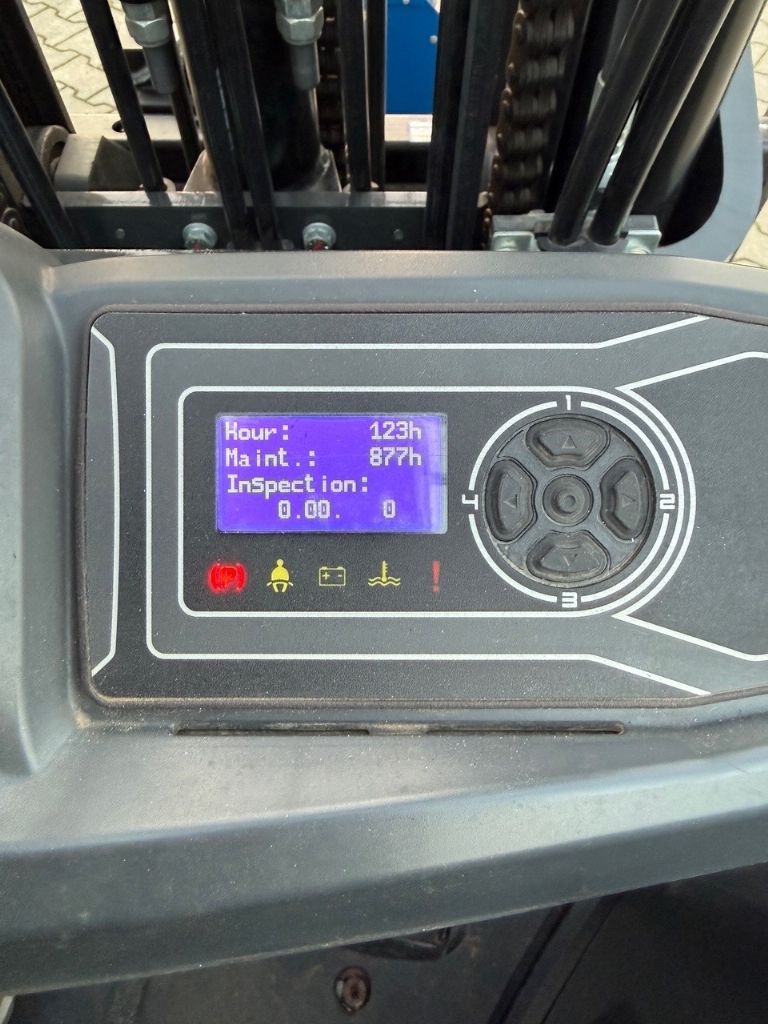 Hour: 123h
Maint.: 877h
InSpection:
0.00. 0
1
2
3
4
(P)
+ -
!